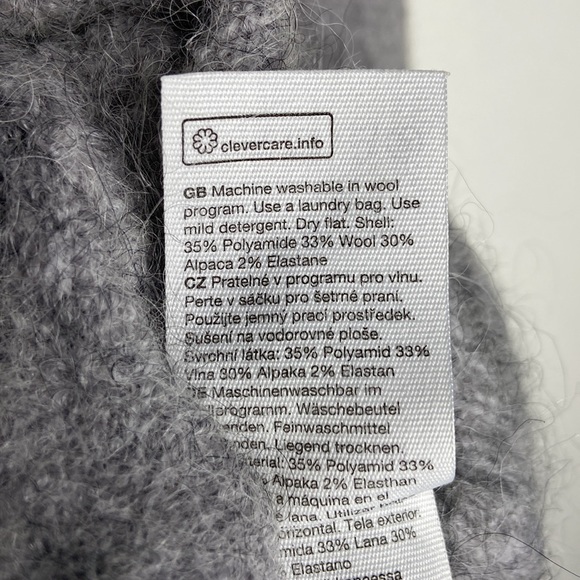 clevercare.info
GB Machine washable in wool
program. Use a laundry bag. Use
mild detergent. Dry flat. Shell:
35% Polyamide 33% Wool 30%
Alpaca 2% Elastane
CZ Pratelné v programu pro vlnu.
Perte v sáčku pro šetrné praní.
Použijte jemný prací prostředek.
Sušení na vodorovné ploše.
Svrchní látka: 35% Polyamid 33%
Vlna 30% Alpaka 2% Elastan
DE Maschinenwaschbar im
programm. Wäschebeutel
Feinwaschmittel
Liegend trocknen.
35% Polyamid 33%
Alpaka 2% Elasthan
a máquina en el
lana. Utilizar
Tela exterior:
33% Lana 30%
Elastano